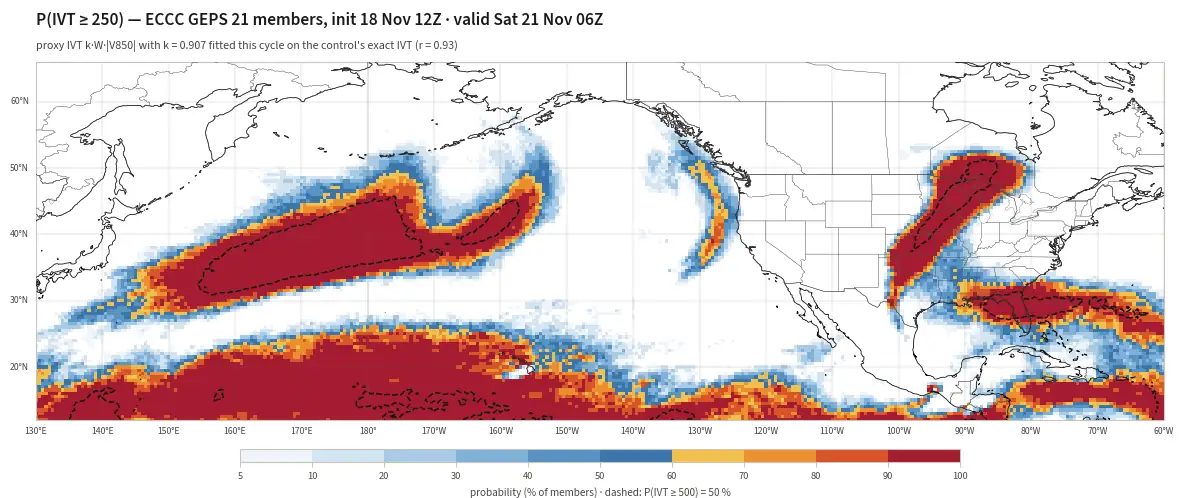 P(IVT ≥ 250) — ECCC GEPS 21 members, init 18 Nov 12Z · valid Sat 21 Nov 06Z
proxy IVT k·W·|V850| with k = 0.907 fitted this cycle on the control's exact IVT (r = 0.93)
60°N
50°N
40°N
30°N
20°N
130°E 140°E 150°E 160°E 170°E 180° 170°W 160°W 150°W 140°W 130°W 120°W 110°W 100°W 90°W 80°W 70°W 60°W
5 10 20 30 40 50 60 70 80 90 100
probability (% of members) · dashed: P(IVT ≥ 500) = 50 %